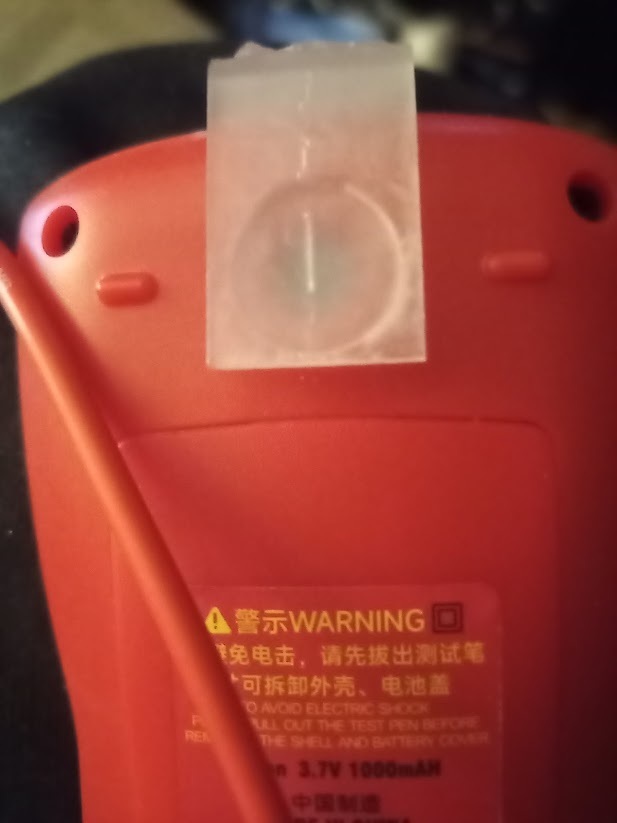 警示WARNING
免电击，请先拔出测试笔
可拆卸外壳、电池盖
TO AVOID ELECTRIC SHOCK
PULL OUT THE TEST PEN BEFORE
THE SHELL AND BATTERY COVER
3.7V 1000mAH
中国制造